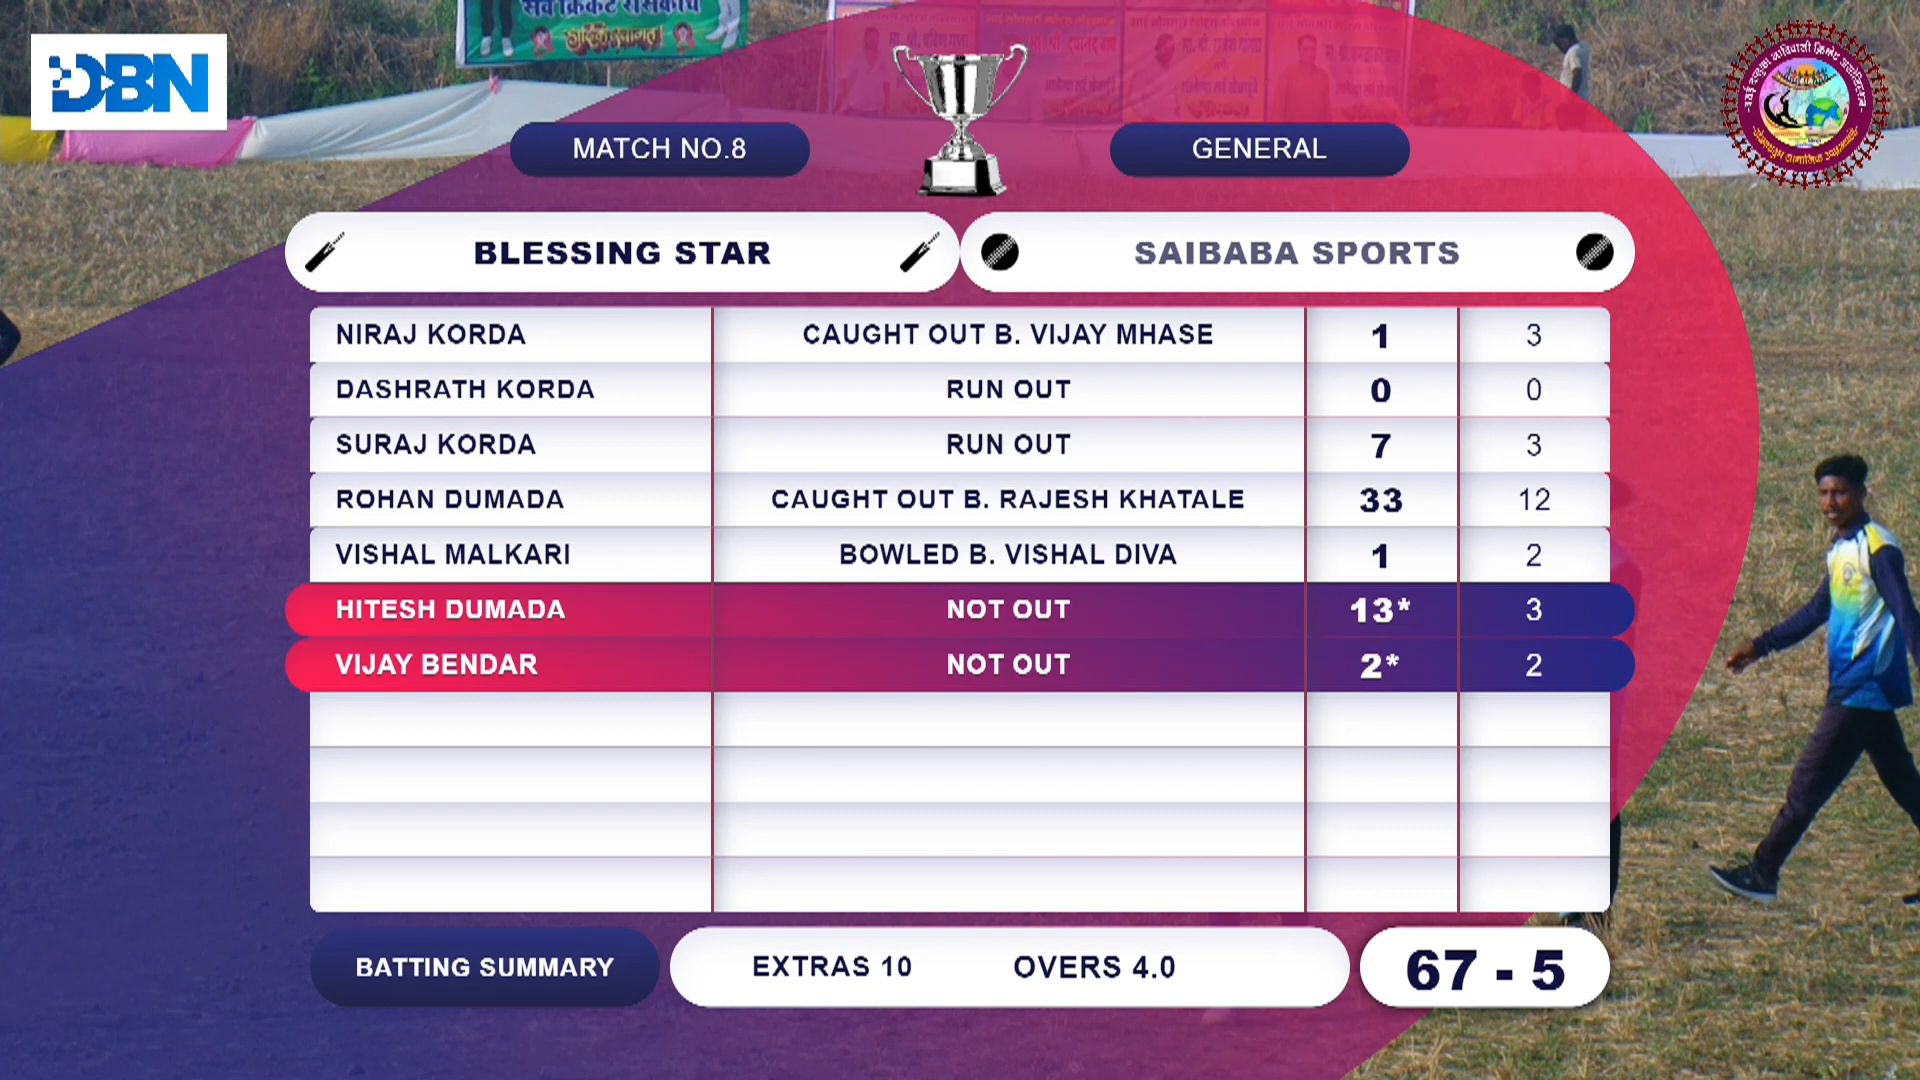 सर्व क्रिकेट रसिकांचे
हार्दिक स्वागत!
DBN
MATCH NO.8
GENERAL
BLESSING STAR
SAIBABA SPORTS
NIRAJ KORDA CAUGHT OUT B. VIJAY MHASE 1 3
DASHRATH KORDA RUN OUT 0 0
SURAJ KORDA RUN OUT 7 3
ROHAN DUMADA CAUGHT OUT B. RAJESH KHATALE 33 12
VISHAL MALKARI BOWLED B. VISHAL DIVA 1 2
HITESH DUMADA NOT OUT 13* 3
VIJAY BENDAR NOT OUT 2* 2
BATTING SUMMARY
EXTRAS 10 OVERS 4.0
67 - 5